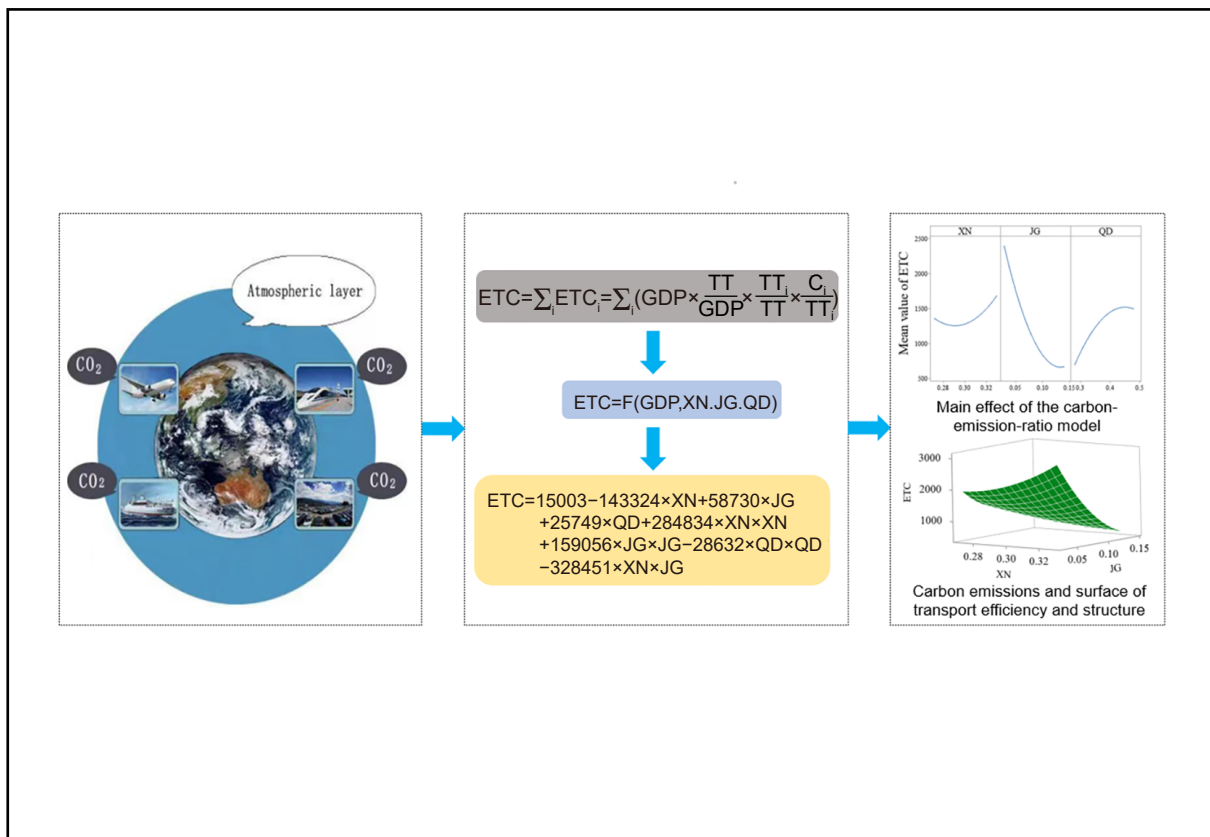 Atmospheric layer
CO₂
CO₂
CO₂
CO₂
ETC=∑ᵢETCᵢ=∑ᵢ(GDP×TT/GDP×TTᵢ/TT×Cᵢ/TTᵢ)
ETC=F(GDP,XN.JG.QD)
ETC=15003−143324×XN+58730×JG
+25749×QD+284834×XN×XN
+159056×JG×JG−28632×QD×QD
−328451×XN×JG
XN JG QD
Mean value of ETC
2500
2000
1500
1000
500
0.28 0.30 0.32 0.05 0.10 0.15 0.3 0.4 0.5
Main effect of the carbon-
emission-ratio model
3000
2000
1000
ETC
0.28 0.30 0.32
XN
0.05 0.10 0.15
JG
Carbon emissions and surface of
transport efficiency and structure